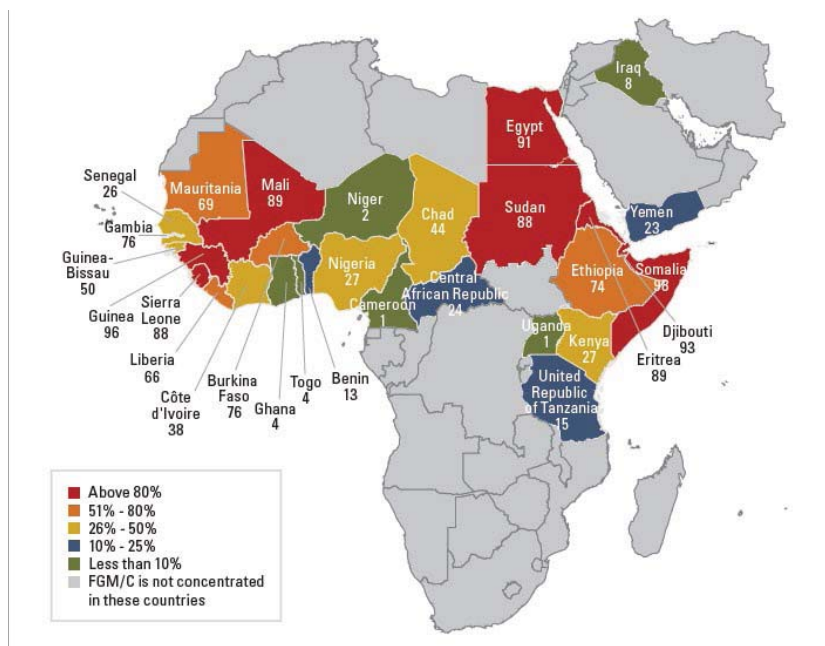 Iraq
8
Egypt
91
Senegal
26
Mauritania
69
Mali
89
Niger
2
Chad
44
Sudan
88
Yemen
23
Gambia
76
Guinea-
Bissau
50
Nigeria
27
Ethiopia
74
Somalia
98
Guinea
96
Sierra
Leone
88
Cameroon
1
Central
African Republic
24
Uganda
1
Kenya
27
Djibouti
93
Eritrea
89
Liberia
66
Côte
d'Ivoire
38
Burkina
Faso
76
Ghana
4
Togo
4
Benin
13
United
Republic
of Tanzania
15
Above 80%
51% - 80%
26% - 50%
10% - 25%
Less than 10%
FGM/C is not concentrated
in these countries